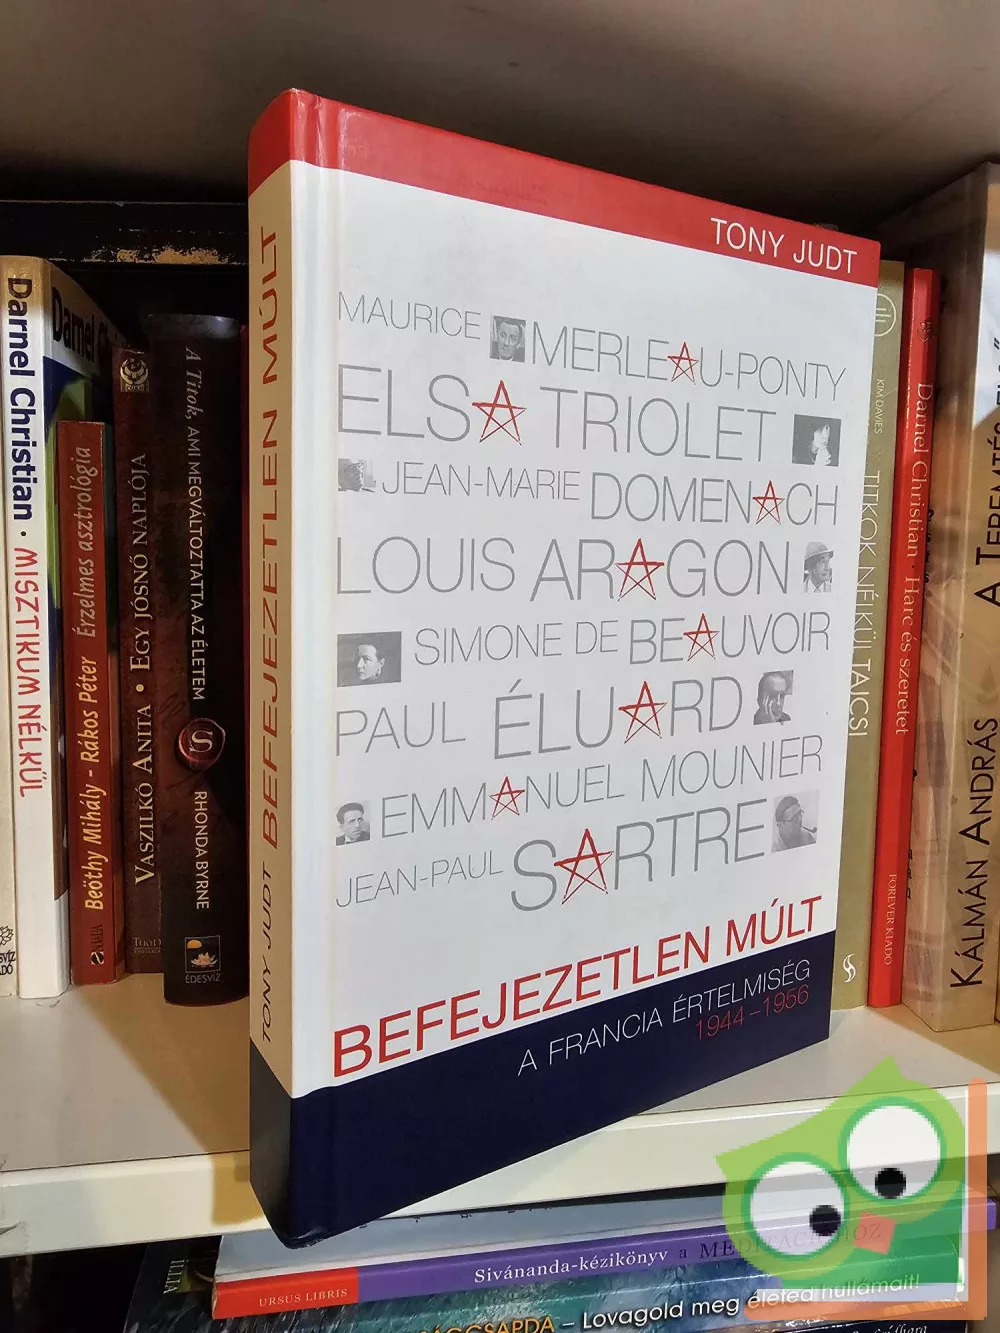 TONY JUDT
MAURICE MERLEAU-PONTY
ELSA TRIOLET
JEAN-MARIE DOMENACH
LOUIS ARAGON
SIMONE DE BEAUVOIR
PAUL ÉLUARD
EMMANUEL MOUNIER
JEAN-PAUL SARTRE
BEFEJEZETLEN MÚLT
A FRANCIA ÉRTELMISÉG
1944–1956
TONY JUDT BEFEJEZETLEN MÚLT
Darnel Christian · MISZTIKUM NÉLKÜL
Darnel
Beöthy Mihály - Rákos Péter Érzelmes asztrológia
VASZILKÓ ANITA · EGY JÓSNŐ NAPLÓJA
A Titok, AMI MEGVÁLTOZTATTA AZ ÉLETEM
S
RHONDA BYRNE
ÉDESVÍZ
KIM DAVIES
TITKOK NÉLKÜL TAICSI
Darnel Christian · Harc és szeretet
FOREVER KIADÓ
KÁLMÁN ANDRÁS
URSUS LIBRIS
Sivánanda-kézikönyv a MEDITÁCIÓHOZ
– Lovagold meg életed hullámait!